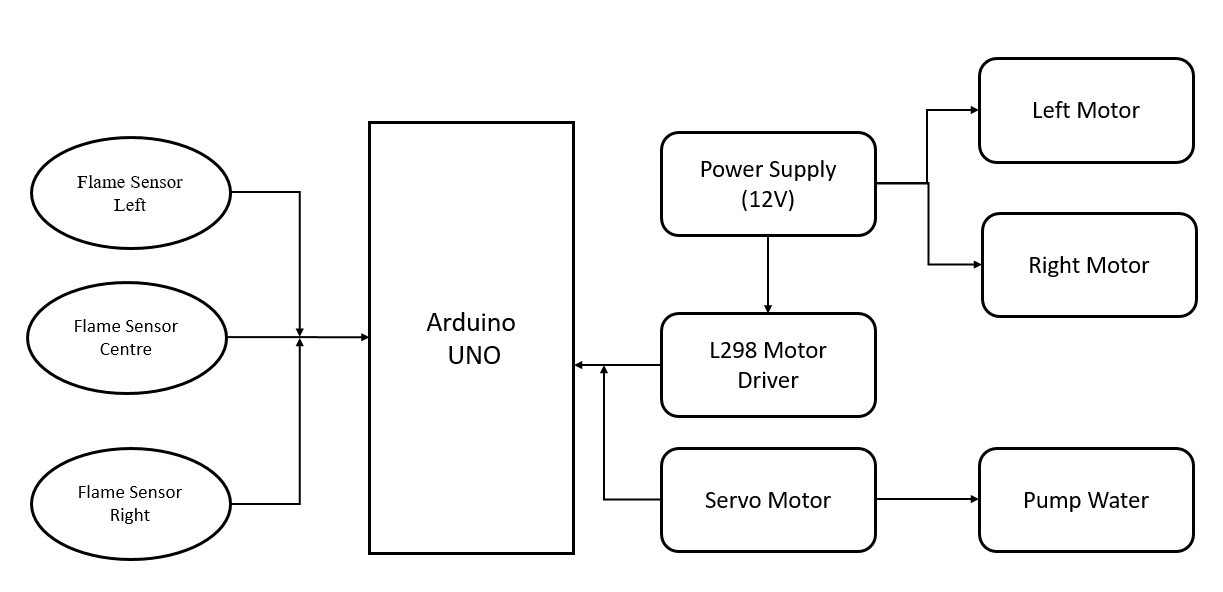 Flame Sensor
Left
Flame Sensor
Centre
Flame Sensor
Right
Arduino
UNO
Power Supply
(12V)
L298 Motor
Driver
Servo Motor
Left Motor
Right Motor
Pump Water